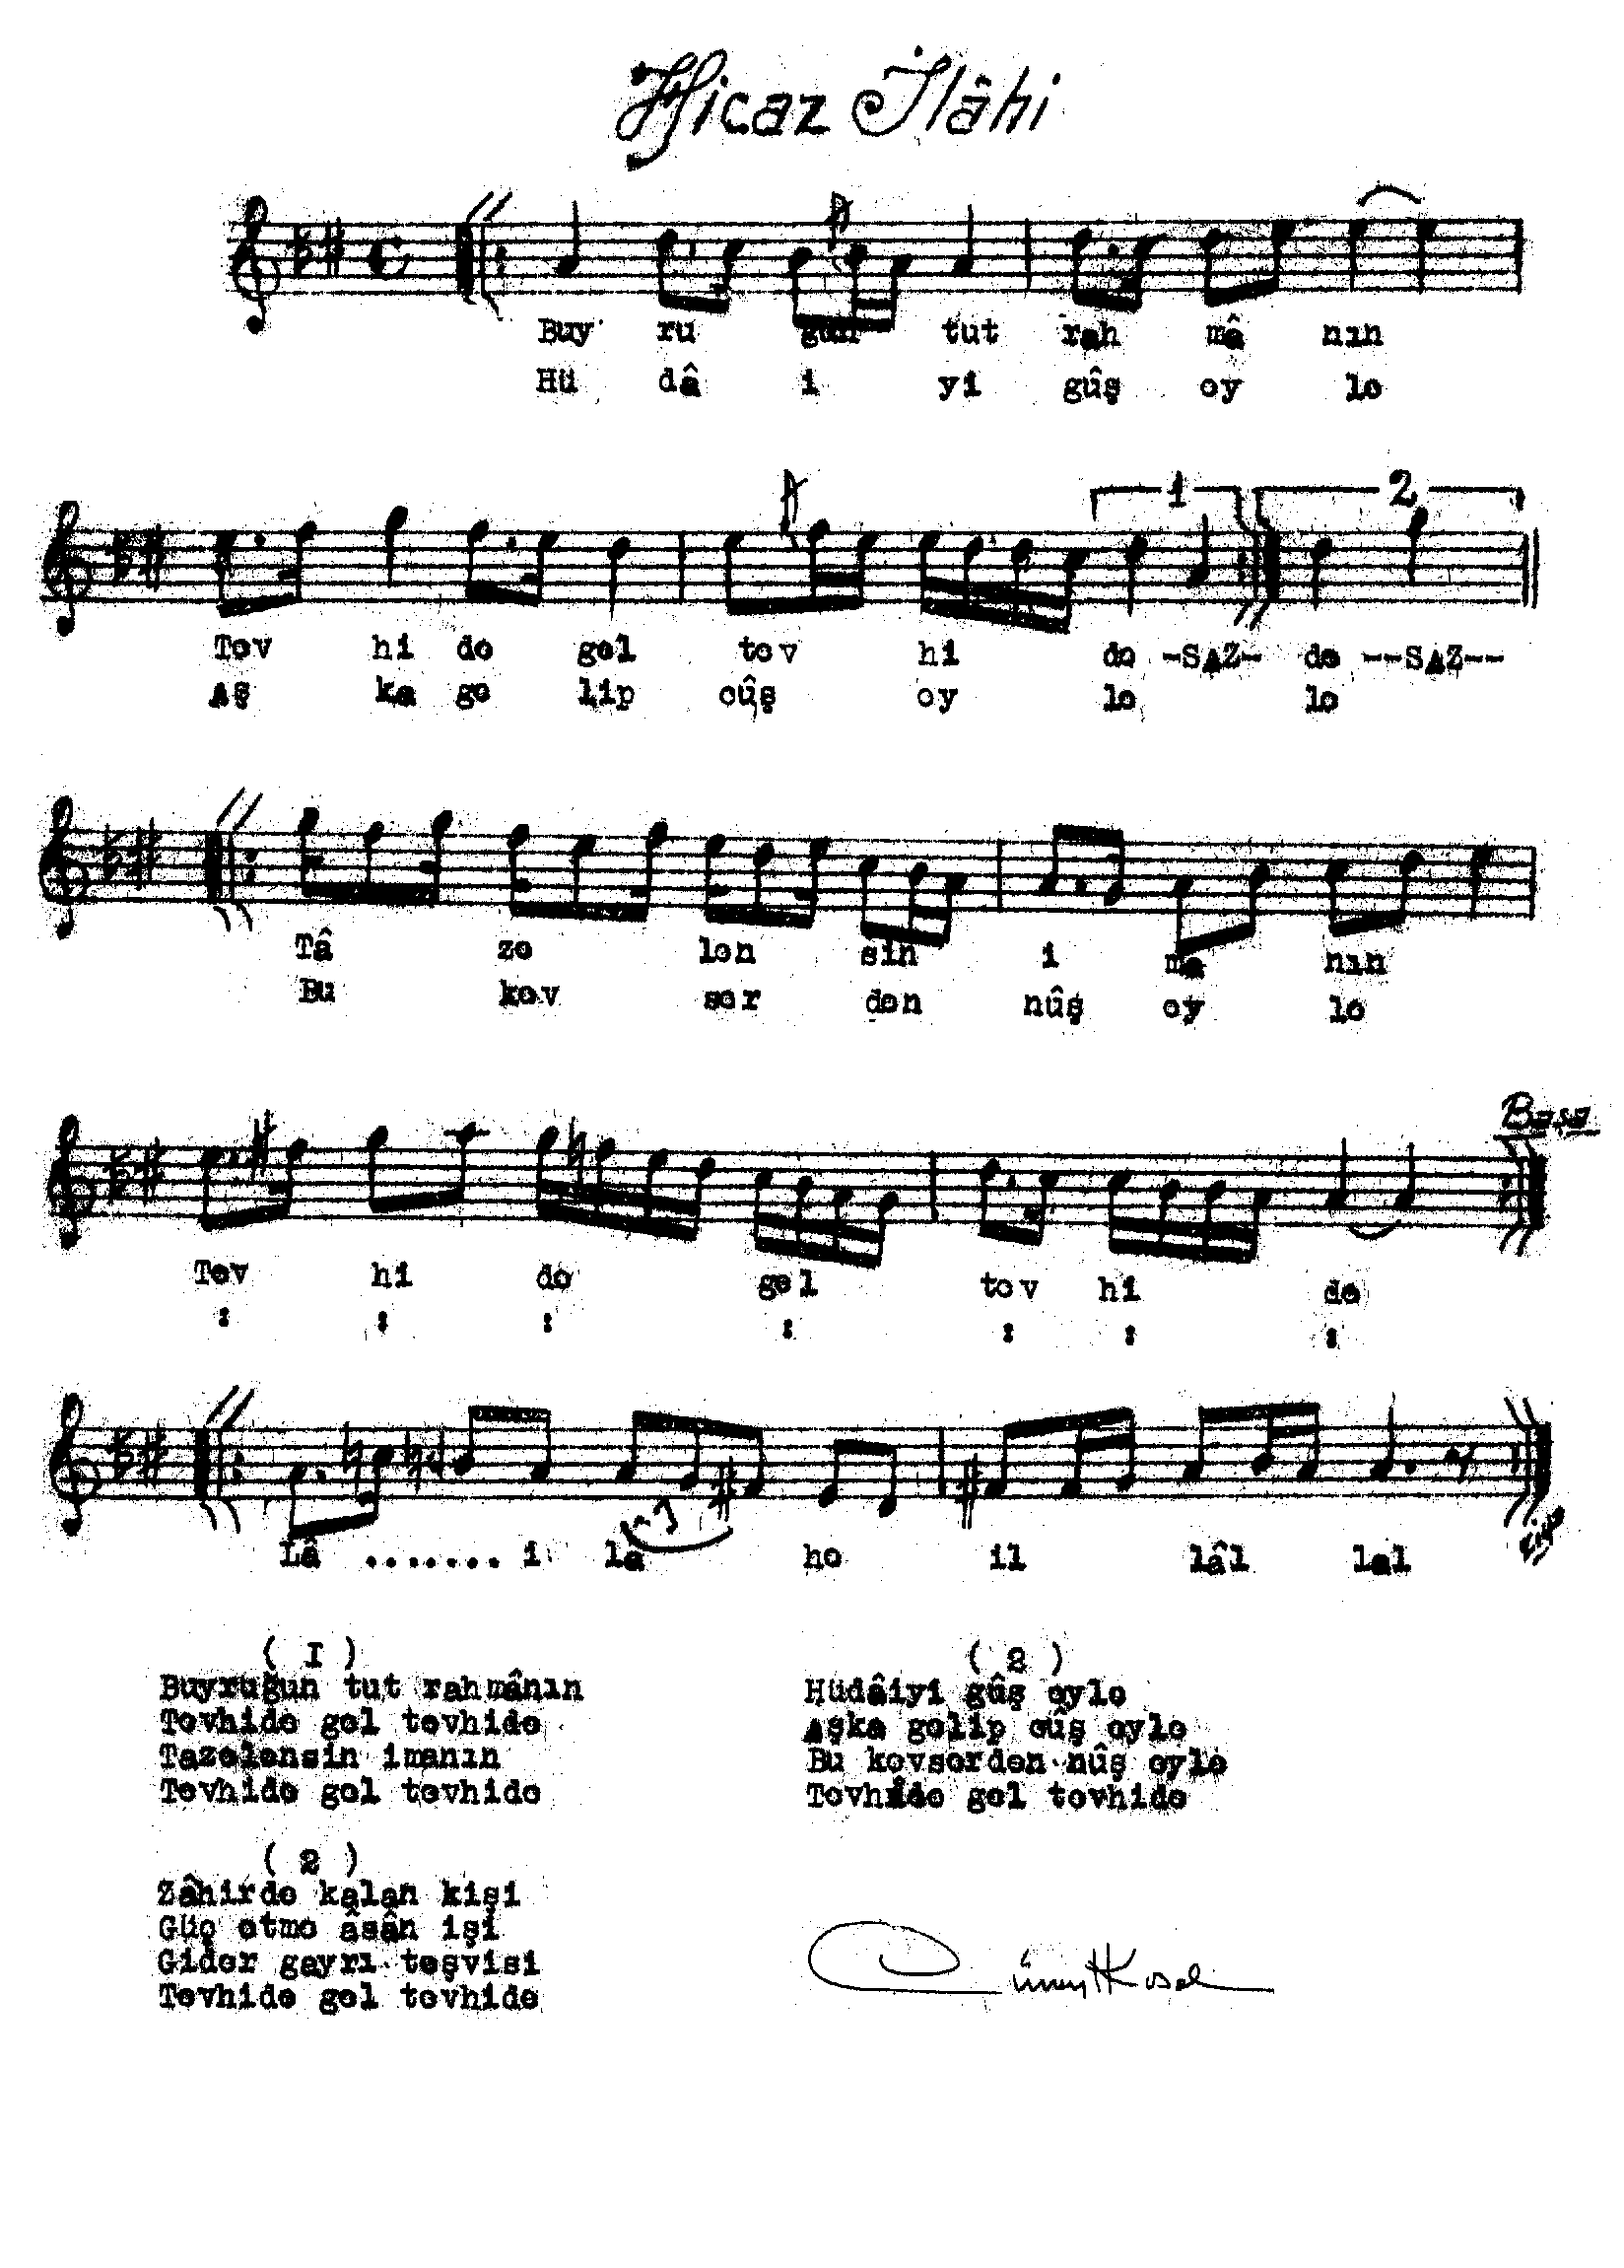 Hicaz İlâhi
Buy ru ğun tut rah mâ nın
Hü dâ i yi gûş ey le
1 2
Tev hi de gel tev hi de -SAZ- de --SAZ--
Aş ka ge lip cûş ey le le
Tâ ze len sin i ma nın
Bu kev ser den nûş ey le
Başa
Tev hi de gel tev hi de
: : : : : : :
Lâ ....... i la he il lâl lal
( I )
Buyruğun tut rahmânın
Tevhide gel tevhide
Tazelensin imanın
Tevhide gel tevhide
( 2 )
Zâhirde kalan kişi
Güç etme âsân işi
Gider gayrı teşvisi
Tevhide gel tevhide
( 2 )
Hüdâiyi gûş eyle
Aşka gelip cûş eyle
Bu kevserden nûş eyle
Tevhide gel tevhide